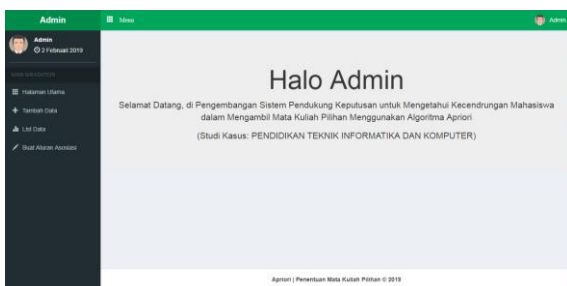 Admin
Menu
Admin
Admin
2 Februari 2019
MAIN NAVIGATION
Halaman Utama
Tambah Data
List Data
Buat Aturan Asosiasi
Halo Admin
Selamat Datang, di Pengembangan Sistem Pendukung Keputusan untuk Mengetahui Kecendrungan Mahasiswa
dalam Mengambil Mata Kuliah Pilihan Menggunakan Algoritma Apriori
(Studi Kasus: PENDIDIKAN TEKNIK INFORMATIKA DAN KOMPUTER)
Apriori | Penentuan Mata Kuliah Pilihan © 2019